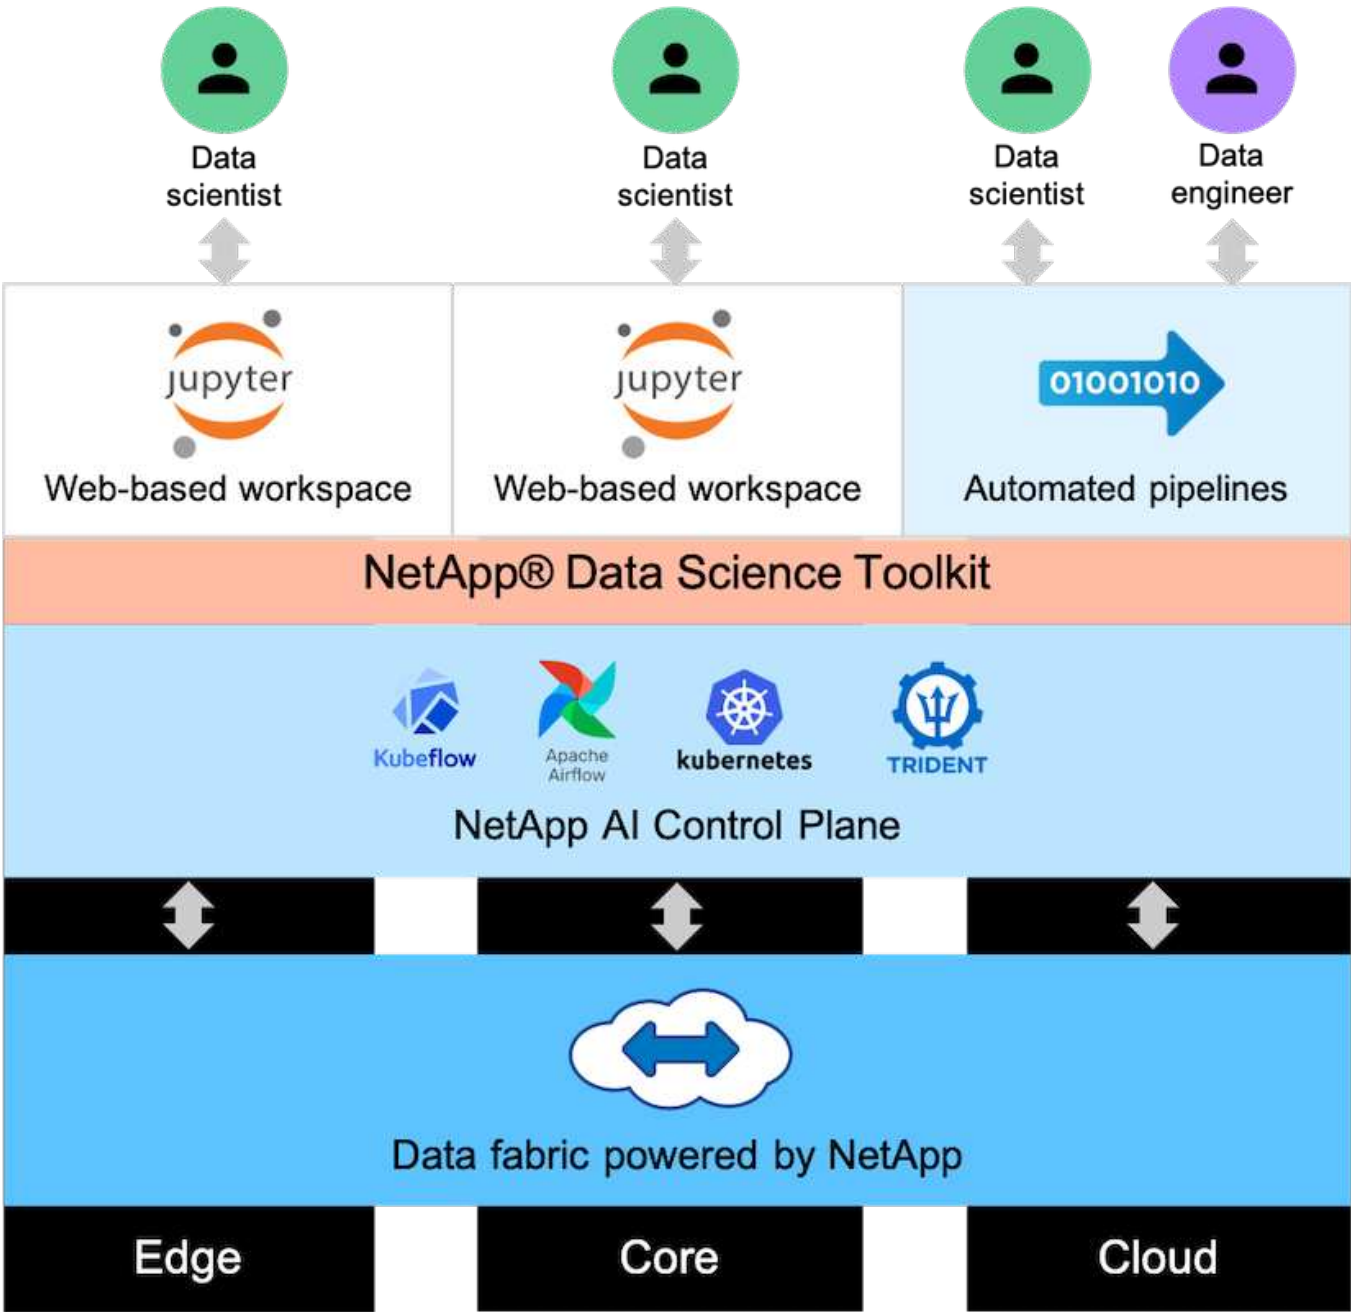 Data
scientist
Data
scientist
Data
scientist
Data
engineer
jupyter
Web-based workspace
jupyter
Web-based workspace
01001010
Automated pipelines
NetApp® Data Science Toolkit
Kubeflow
Apache
Airflow
kubernetes
TRIDENT
NetApp AI Control Plane
Data fabric powered by NetApp
Edge
Core
Cloud